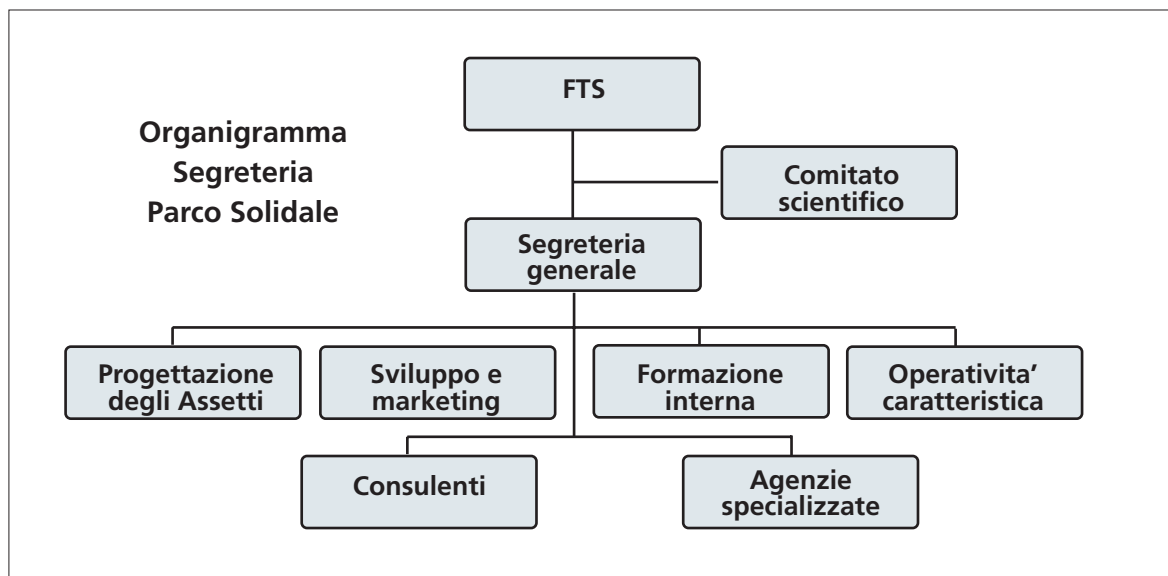 FTS
Organigramma
Segreteria
Parco Solidale
Comitato
scientifico
Segreteria
generale
Progettazione
degli Assetti
Sviluppo e
marketing
Formazione
interna
Operativita’
caratteristica
Consulenti
Agenzie
specializzate